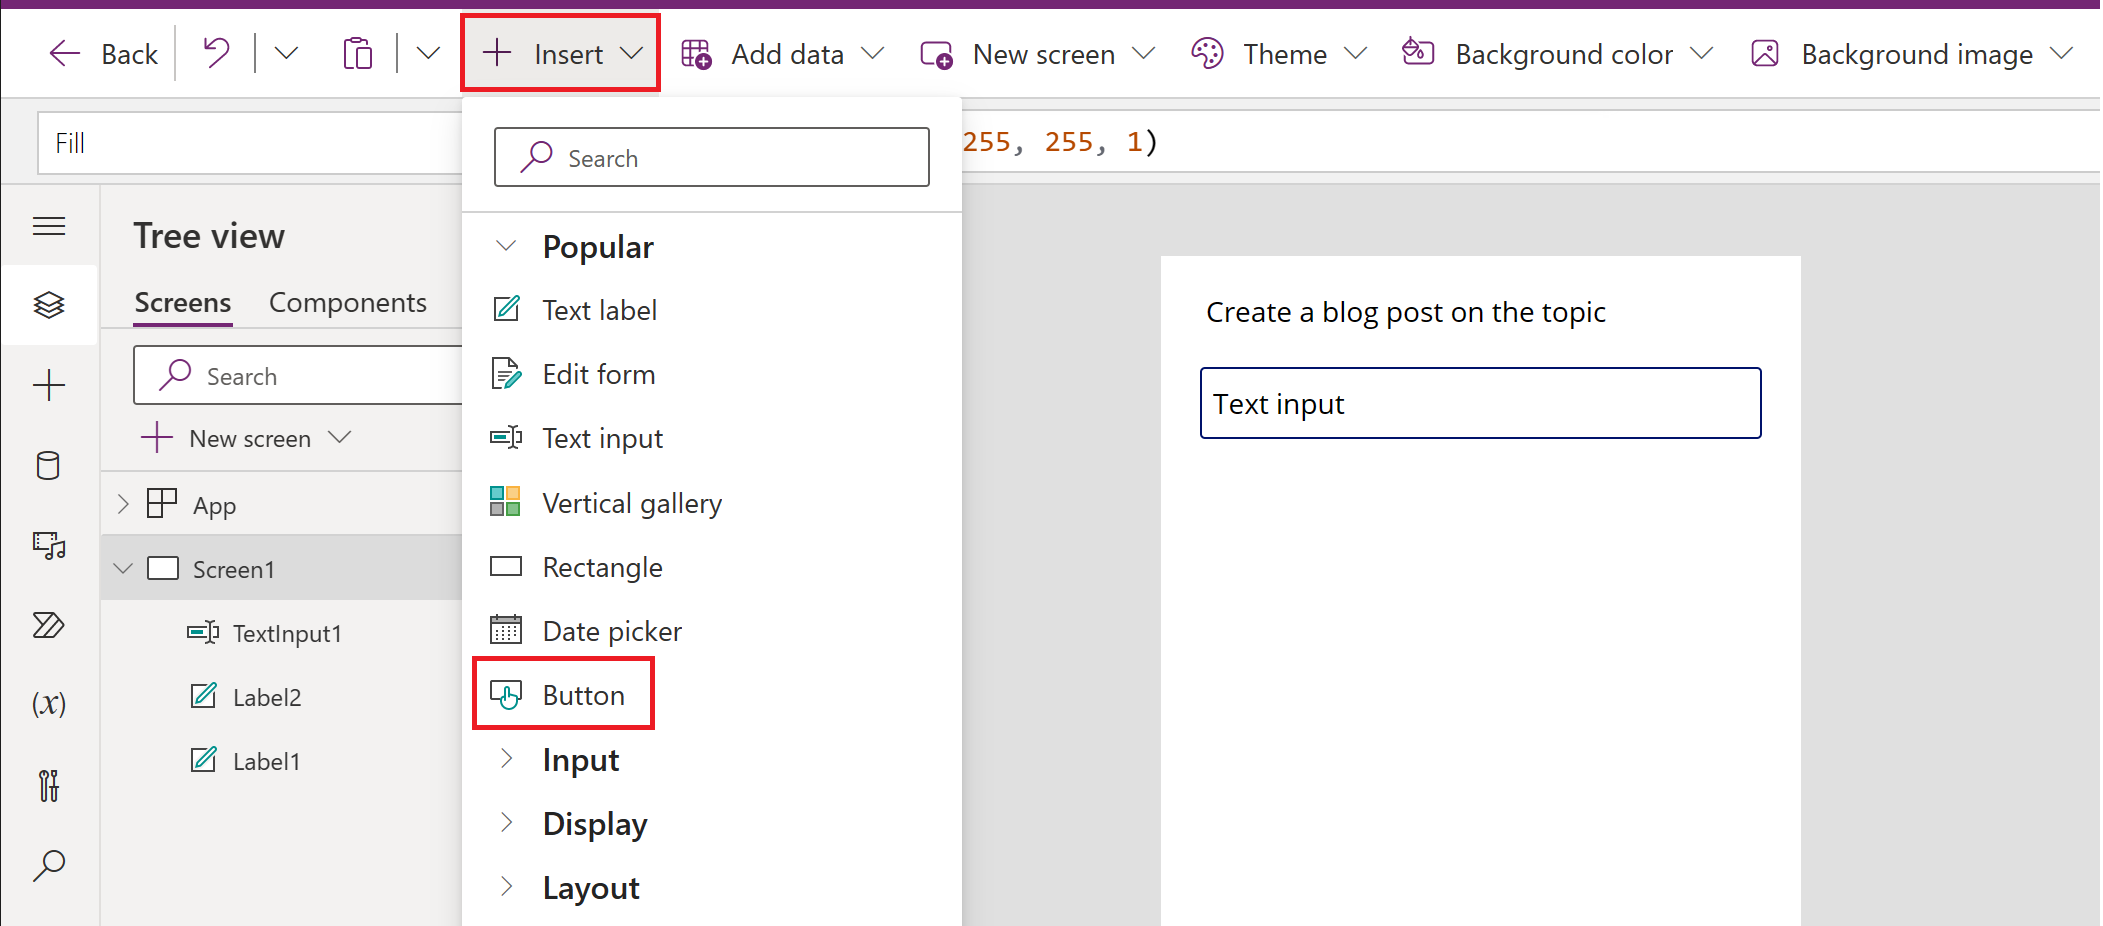 Back
Insert
Add data
New screen
Theme
Background color
Background image
Fill
255, 255, 1)
Tree view
Screens Components
Search
New screen
App
Screen1
TextInput1
Label2
Label1
(x)
Search
Popular
Text label
Edit form
Text input
Vertical gallery
Rectangle
Date picker
Button
Input
Display
Layout
Create a blog post on the topic
Text input